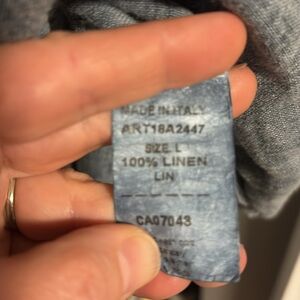 MADE IN ITALY
ART18A2447
SIZE L
100% LINEN
LIN
CA07043